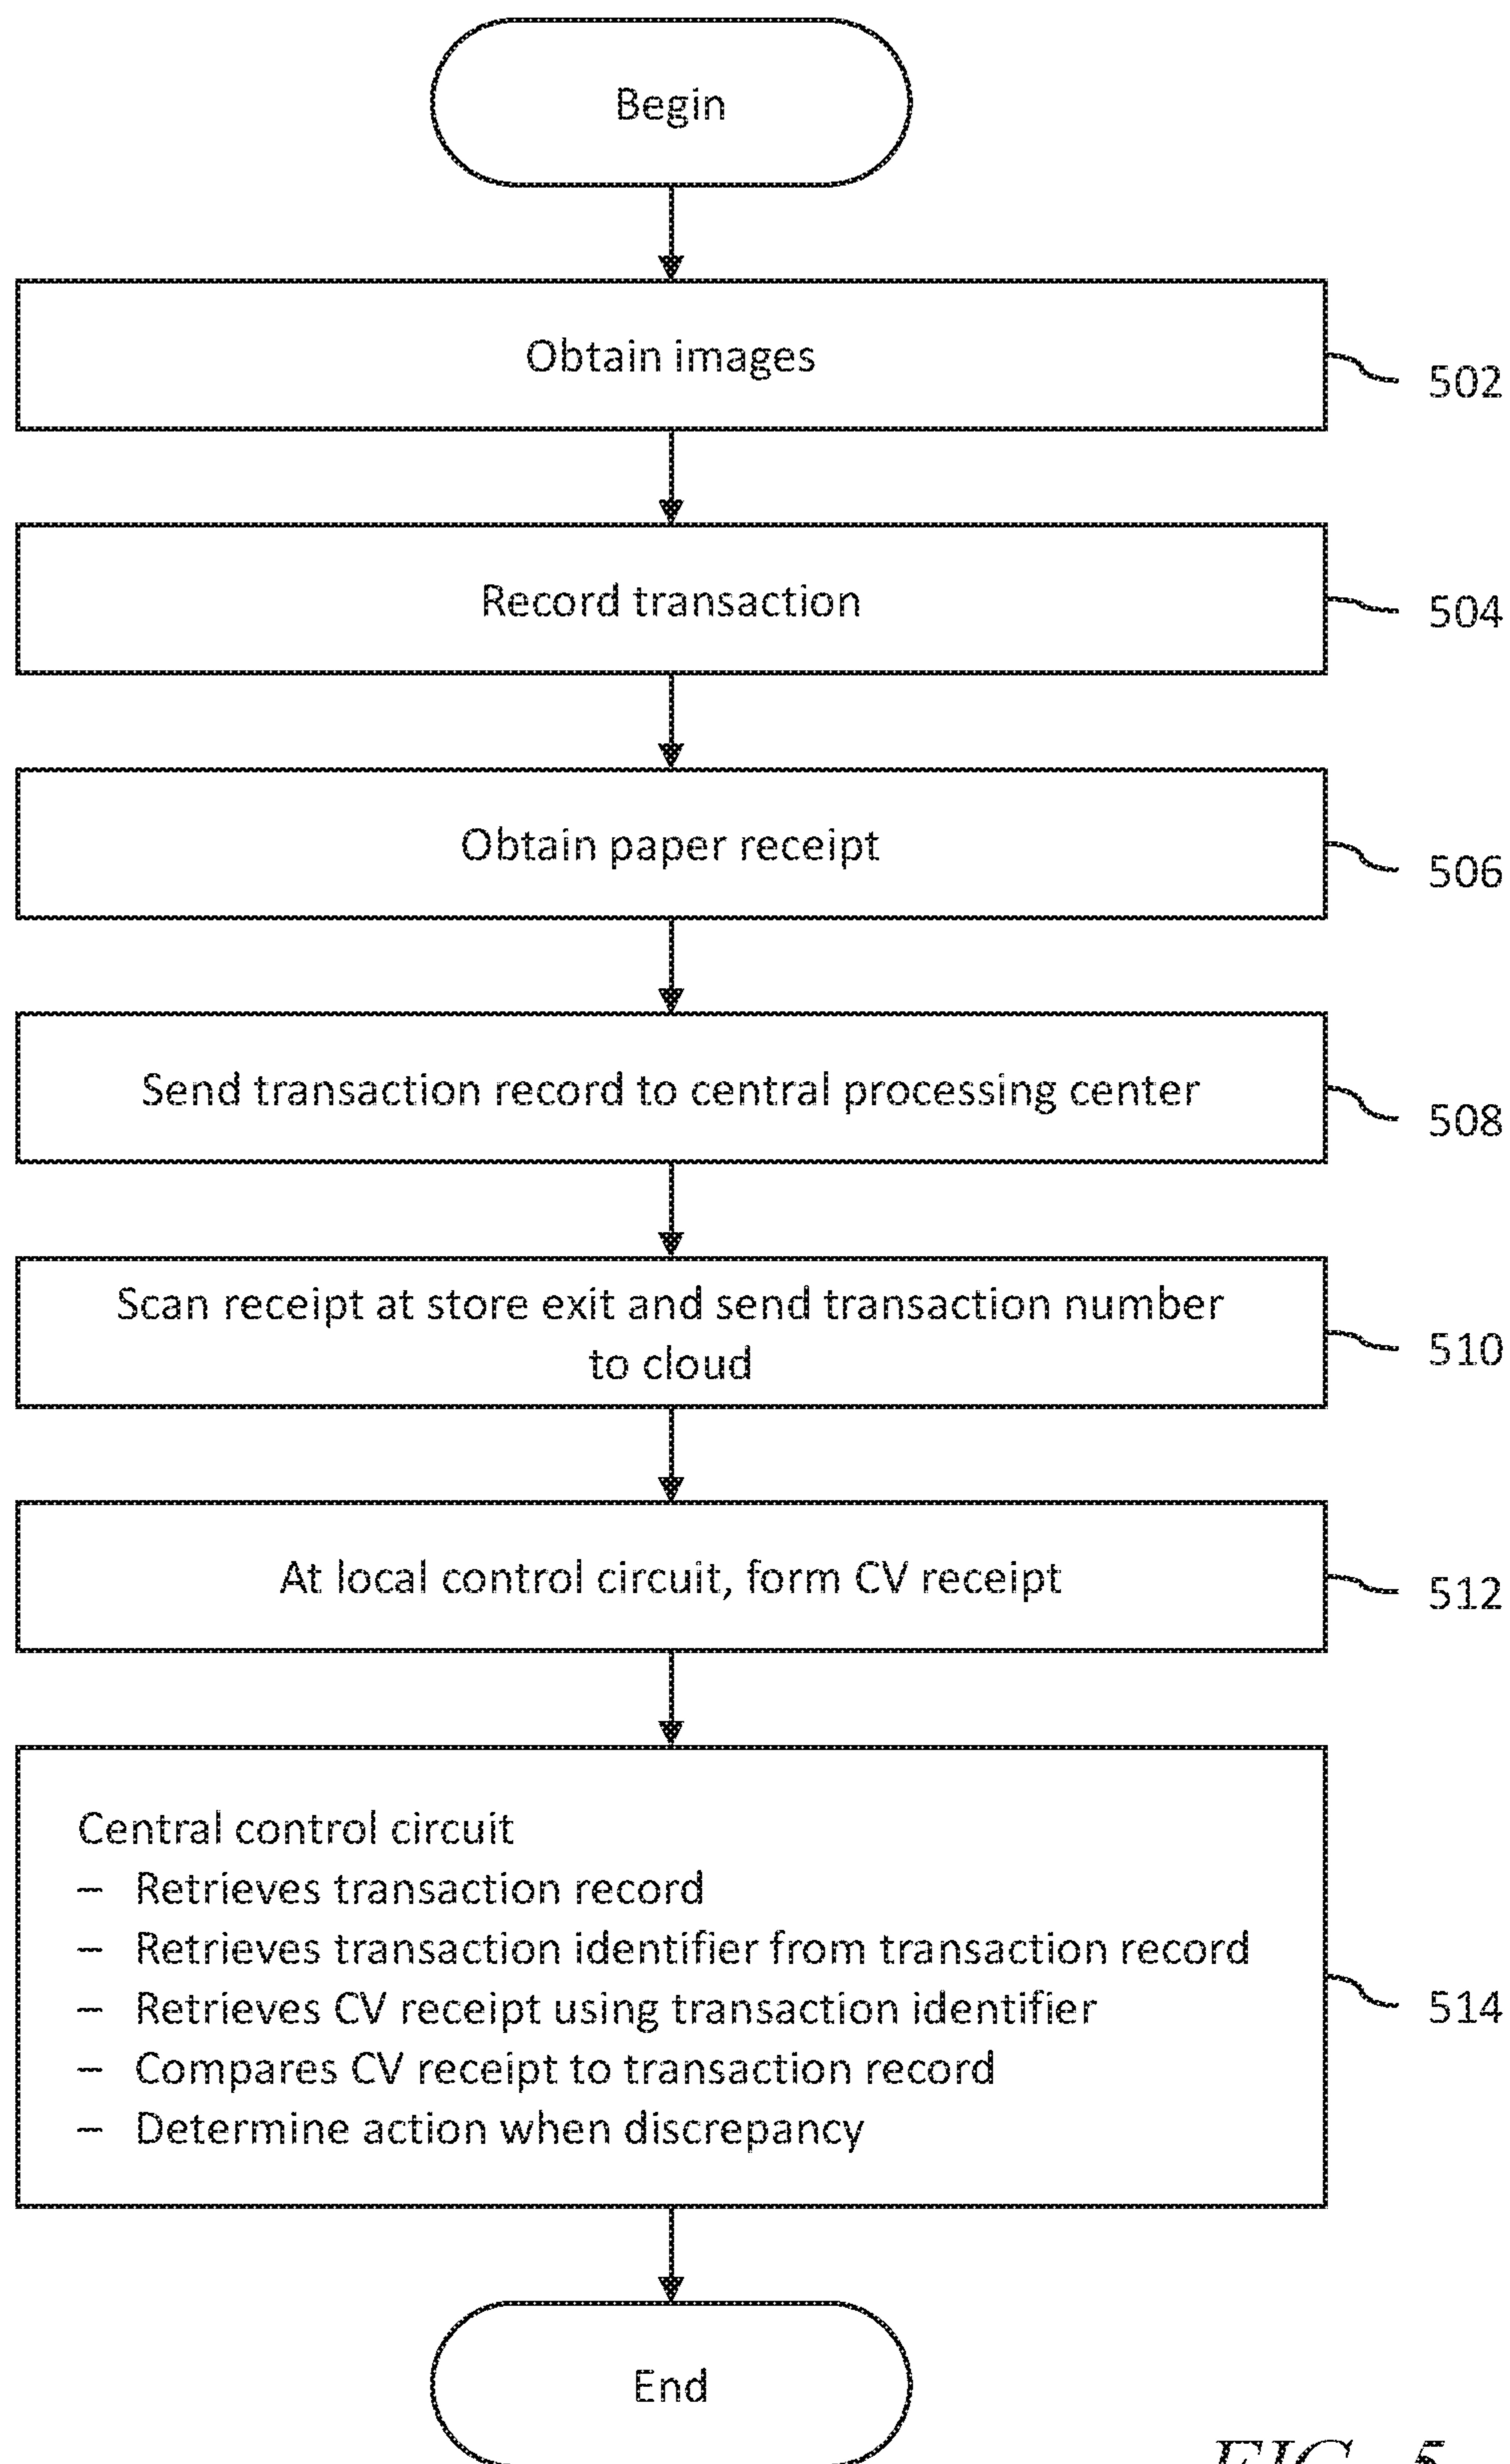 Begin
Obtain images
502
Record transaction
504
Obtain paper receipt
506
Send transaction record to central processing center
508
Scan receipt at store exit and send transaction number
to cloud
510
At local control circuit, form CV receipt
512
Central control circuit
– Retrieves transaction record
– Retrieves transaction identifier from transaction record
– Retrieves CV receipt using transaction identifier
– Compares CV receipt to transaction record
– Determine action when discrepancy
514
End
FIG. 5